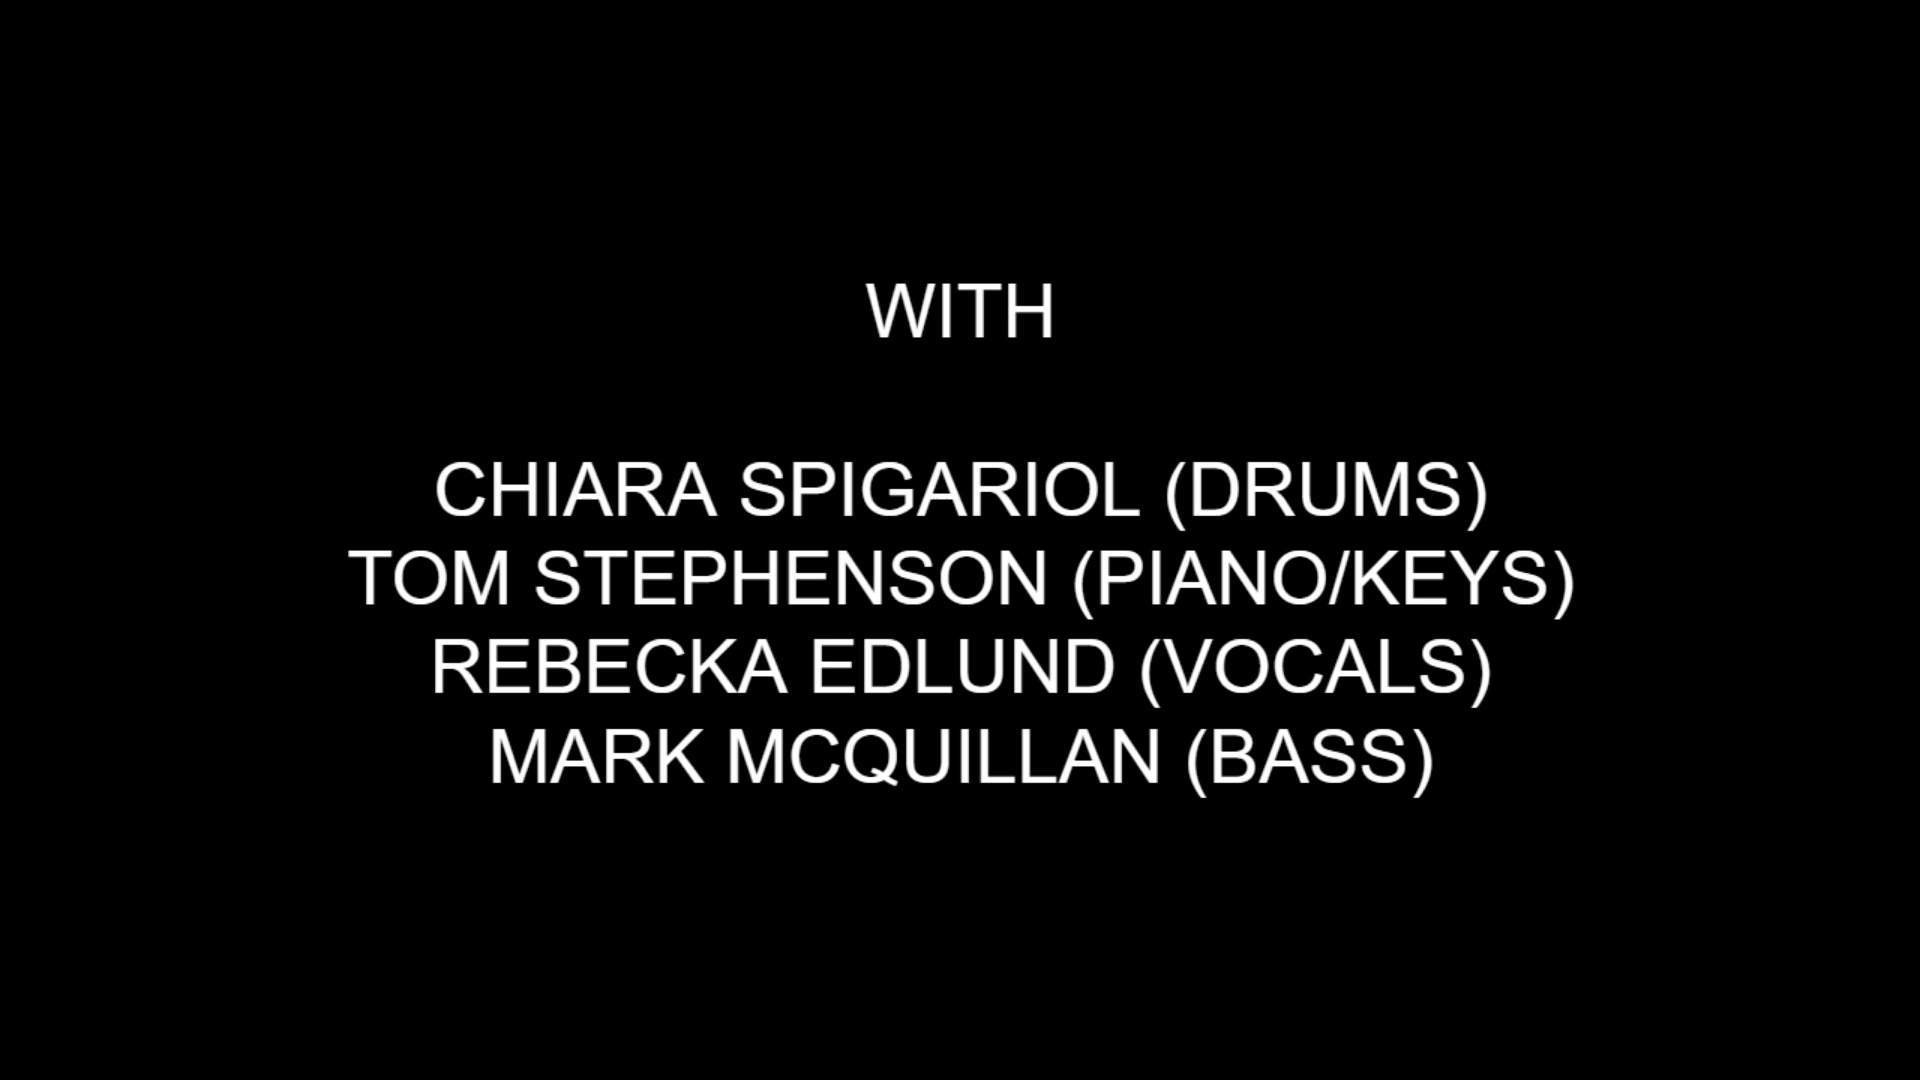 WITH
CHIARA SPIGARIOL (DRUMS)
TOM STEPHENSON (PIANO/KEYS)
REBECKA EDLUND (VOCALS)
MARK MCQUILLAN (BASS)